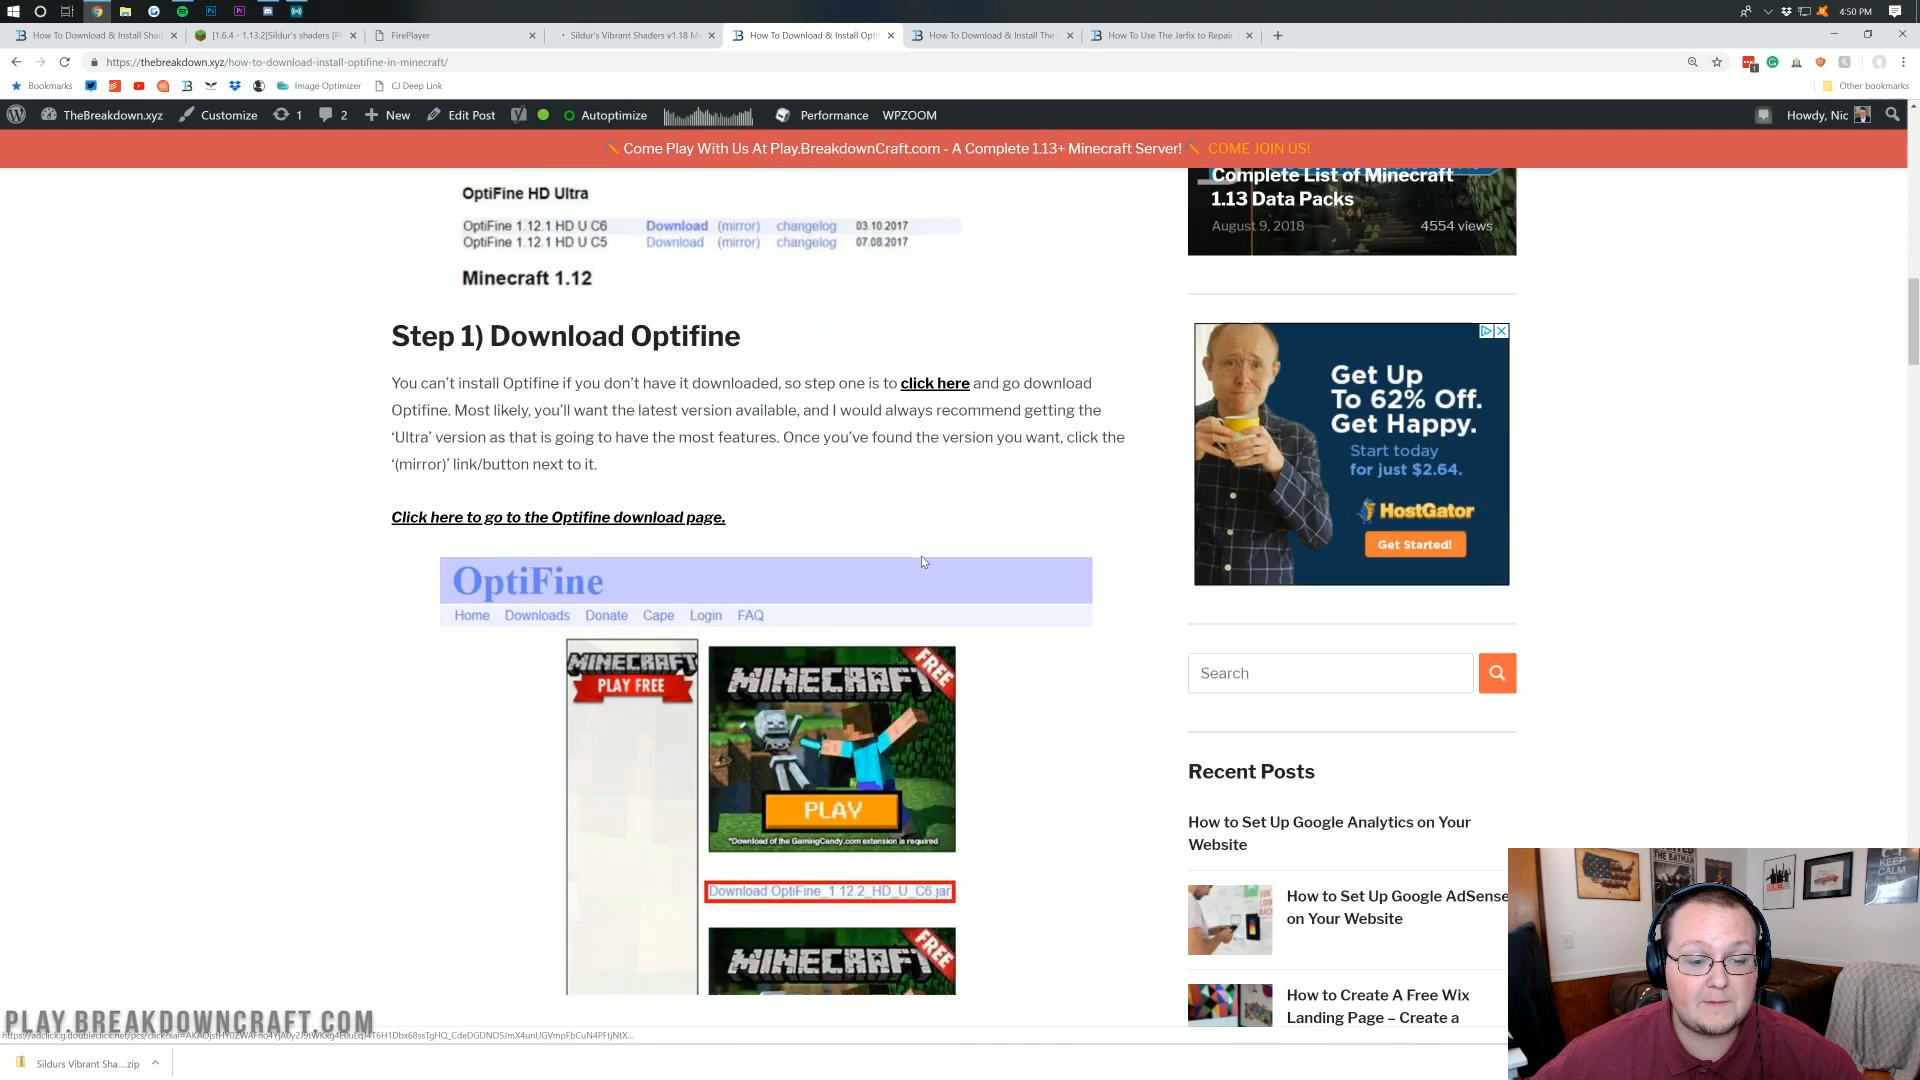 4:50 PM
How To Download & Install Shad
[1.6.4 - 1.13.2]Sildur's shaders [P
FirePlayer
Sildur's Vibrant Shaders v1.18 M
How To Download & Install Opti
How To Download & Install The
How To Use The Jarfix to Repair
https://thebreakdown.xyz/how-to-download-install-optifine-in-minecraft/
Bookmarks
Image Optimizer
CJ Deep Link
Other bookmarks
TheBreakdown.xyz
Customize
1
2
New
Edit Post
Autoptimize
Performance
WPZOOM
Howdy, Nic
Come Play With Us At Play.BreakdownCraft.com - A Complete 1.13+ Minecraft Server!
COME JOIN US!
OptiFine HD Ultra
OptiFine 1.12.1 HD U C6 Download (mirror) changelog 03.10.2017
OptiFine 1.12.1 HD U C5 Download (mirror) changelog 07.08.2017
Minecraft 1.12
Step 1) Download Optifine
You can't install Optifine if you don't have it downloaded, so step one is to click here and go download
Optifine. Most likely, you'll want the latest version available, and I would always recommend getting the
'Ultra' version as that is going to have the most features. Once you've found the version you want, click the
'(mirror)' link/button next to it.
Click here to go to the Optifine download page.
OptiFine
Home Downloads Donate Cape Login FAQ
MINECRAFT
PLAY FREE
MINECRAFT
FREE
PLAY
*Download of the GamingCandy.com extension is required
Download OptiFine_1.12.2_HD_U_C6.jar
MINECRAFT
FREE
Complete List of Minecraft
1.13 Data Packs
August 9, 2018
4554 views
Get Up
To 62% Off.
Get Happy.
Start today
for just $2.64.
HostGator
Get Started!
Search
Recent Posts
How to Set Up Google Analytics on Your
Website
How to Set Up Google AdSense
on Your Website
How to Create A Free Wix
Landing Page – Create a
KEEP
CALM
THE BATMAN
PLAY.BREAKDOWNCRAFT.COM
Sildurs Vibrant Sha....zip